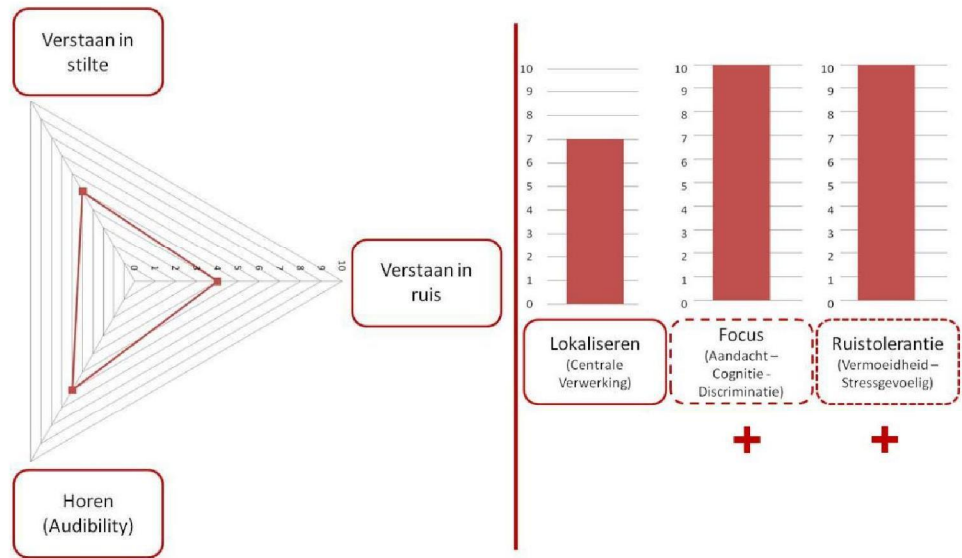 Verstaan in
stilte
0 1 2 3 4 5 6 7 8 9 10
Verstaan in
ruis
Horen
(Audibility)
10
9
8
7
6
5
4
3
2
1
0
Lokaliseren
(Centrale
Verwerking)
10
9
8
7
6
5
4
3
2
1
0
Focus
(Aandacht –
Cognitie -
Discriminatie)
+
10
9
8
7
6
5
4
3
2
1
0
Ruistolerantie
(Vermoeidheid –
Stressgevoelig)
+